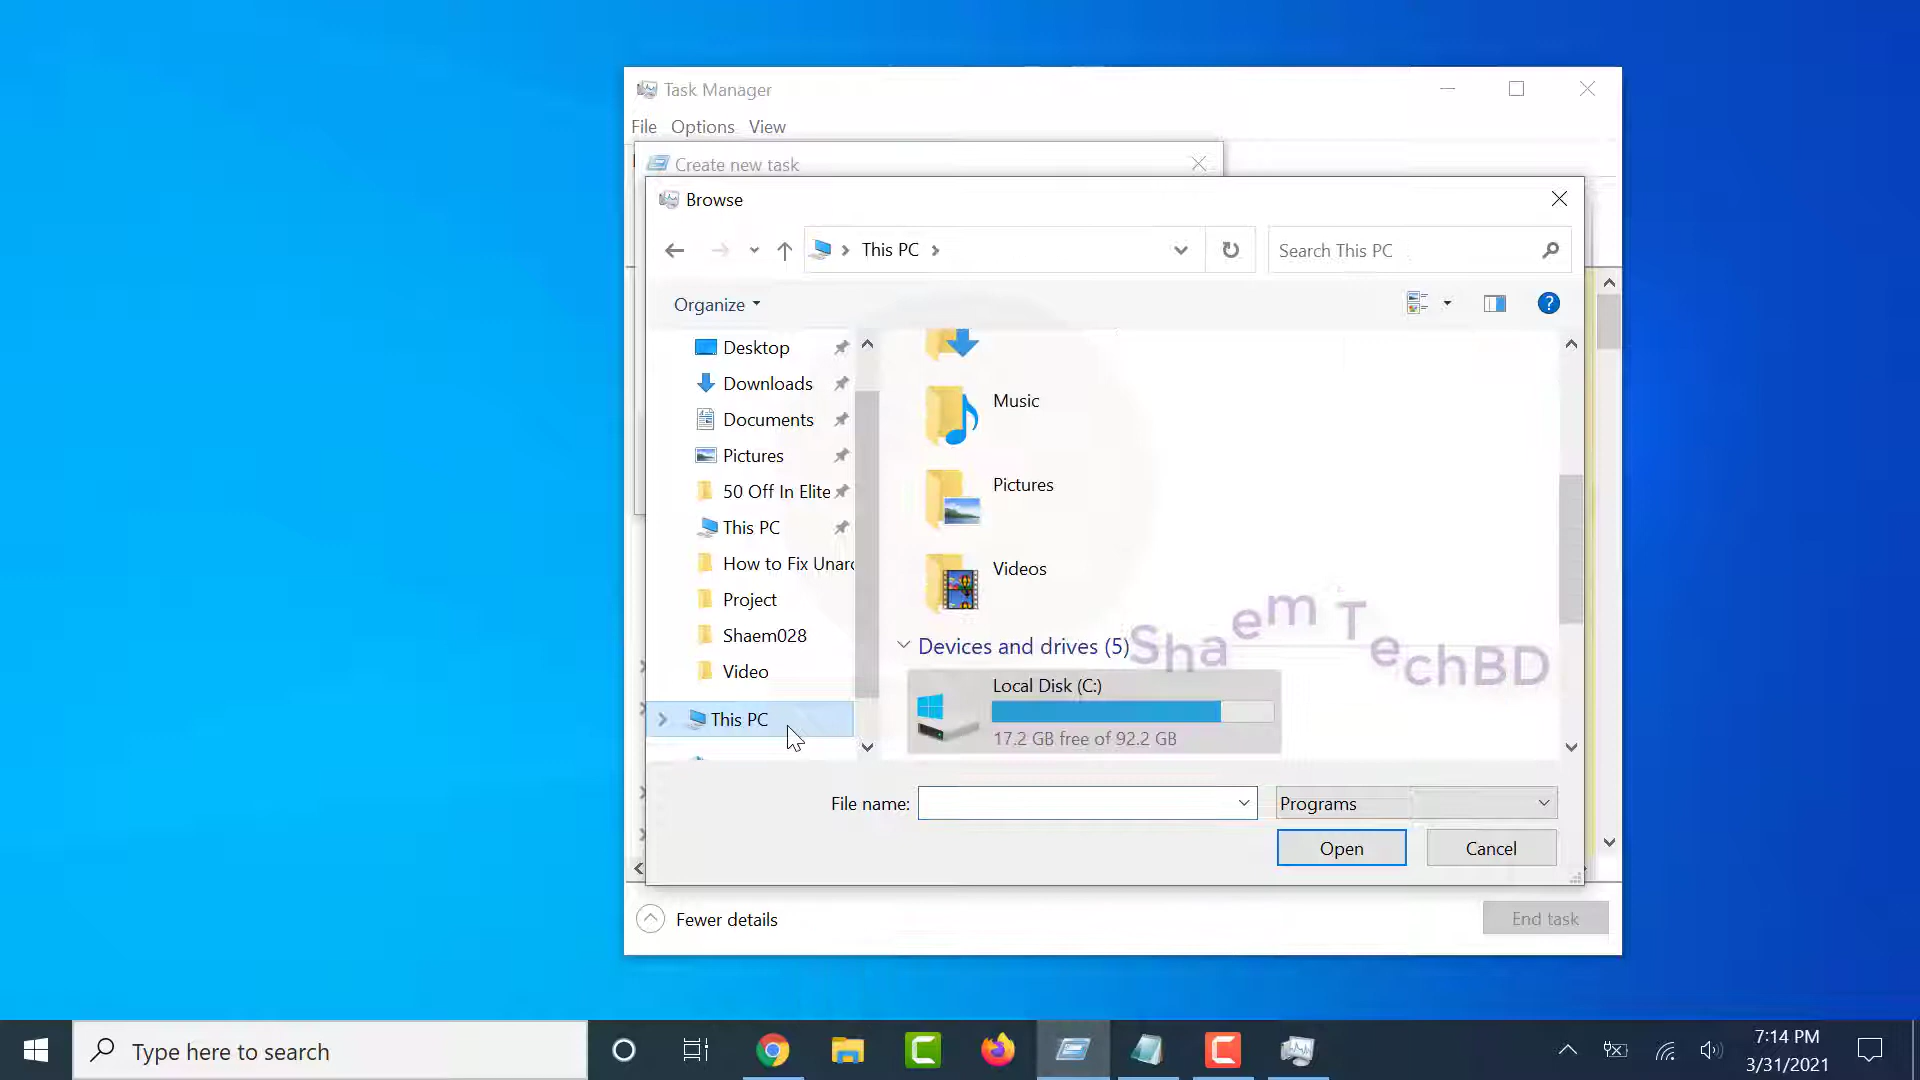 Task Manager
File Options View
Create new task
Browse
This PC
Search This PC
Organize
?
Desktop
Downloads
Documents
Pictures
50 Off In Elite
This PC
How to Fix Unarc
Project
Shaem028
Video
This PC
Music
Pictures
Videos
Devices and drives (5)
Shaem TechBD
Local Disk (C:)
17.2 GB free of 92.2 GB
File name:
Programs
Open
Cancel
Fewer details
End task
Type here to search
7:14 PM
3/31/2021